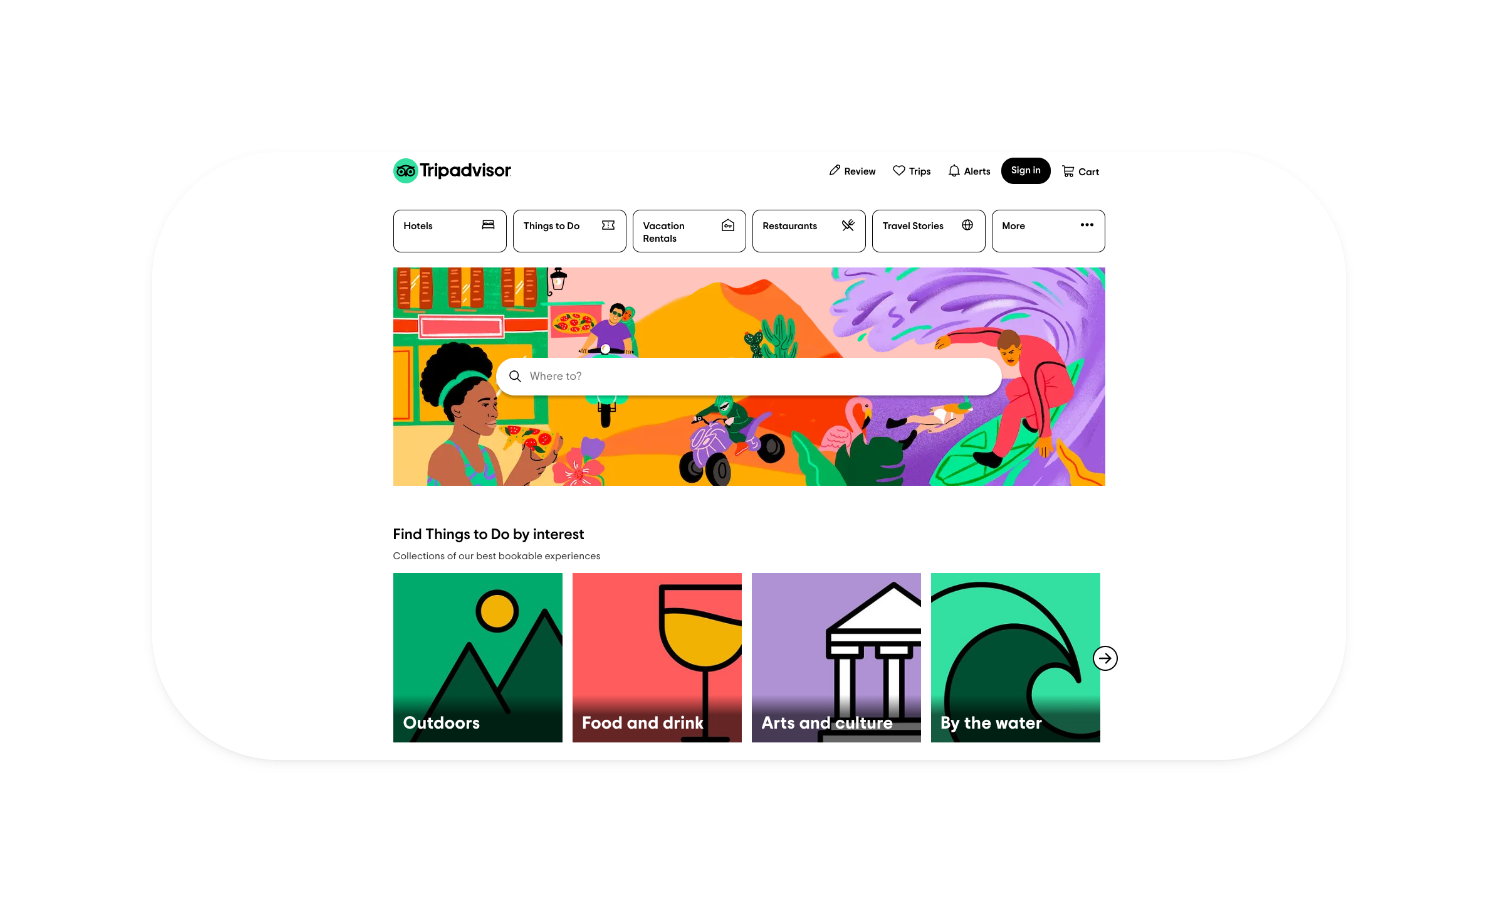 Tripadvisor
Review
Trips
Alerts
Sign in
Cart
Hotels
Things to Do
Vacation
Rentals
Restaurants
Travel Stories
More
Where to?
Find Things to Do by interest
Collections of our best bookable experiences
Outdoors
Food and drink
Arts and culture
By the water